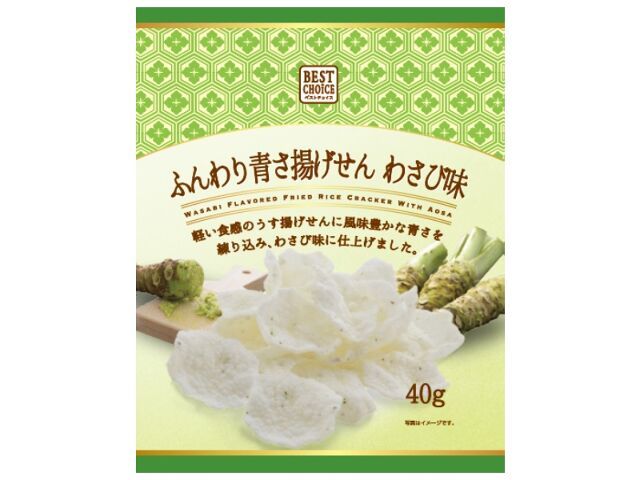 BEST
CHOICE
ベストチョイス
ふんわり青さ揚げせん わさび味
WASABI FLAVORED FRIED RICE CRACKER WITH AOSA
軽い食感のうす揚げせんに風味豊かな青さを
練り込み、わさび味に仕上げました。
40g
写真はイメージです。